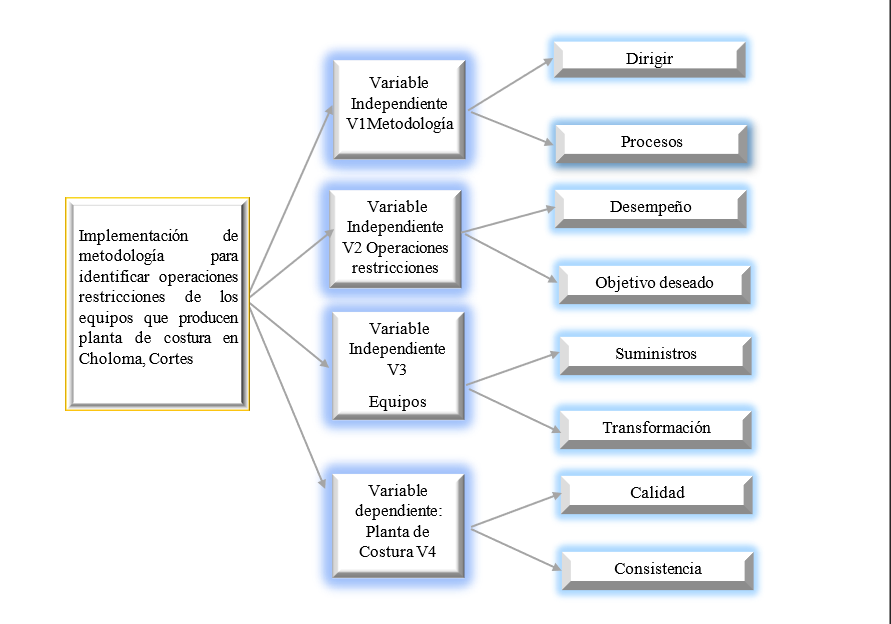 Implementación de
metodología para
identificar operaciones
restricciones de los
equipos que producen
planta de costura en
Choloma, Cortes
Variable
Independiente
V1Metodología
Dirigir
Procesos
Variable
Independiente
V2 Operaciones
restricciones
Desempeño
Objetivo deseado
Variable
Independiente
V3
Equipos
Suministros
Transformación
Variable
dependiente:
Planta de
Costura V4
Calidad
Consistencia